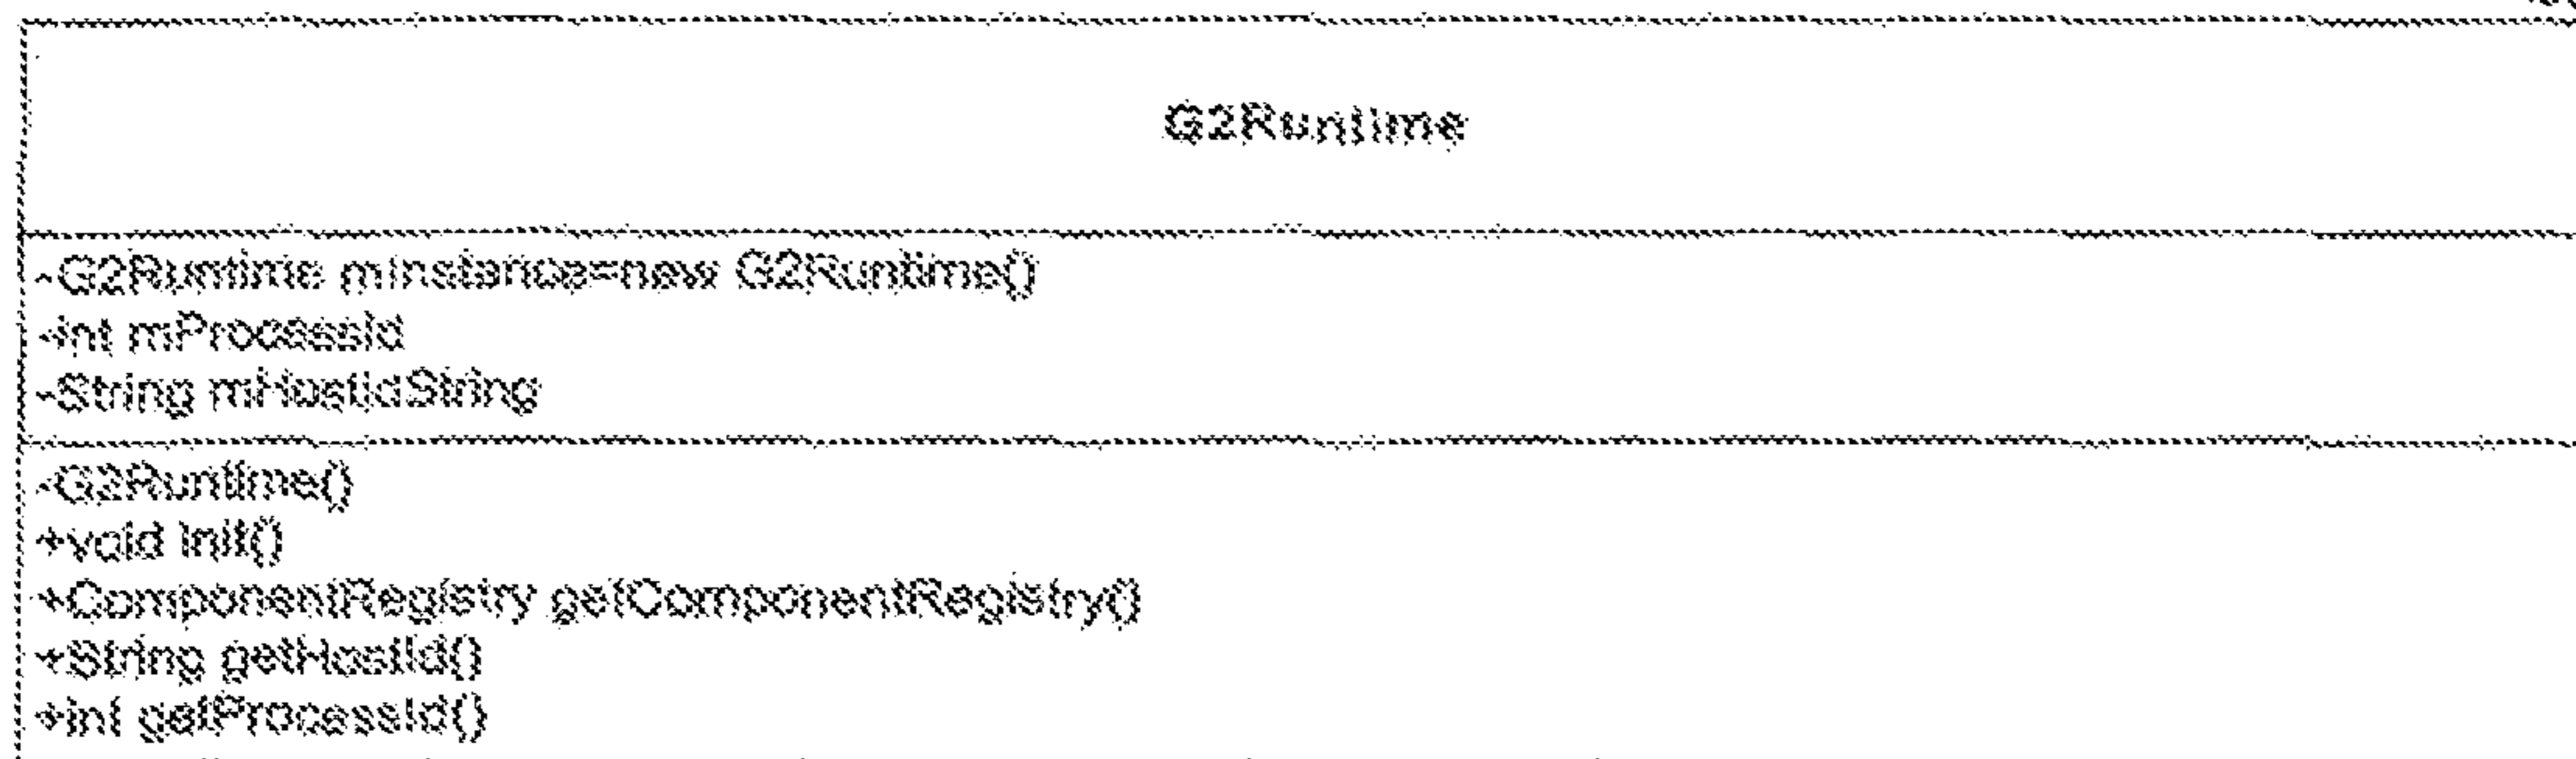 G2Runtime
-G2Runtime mInstance=new G2Runtime()
-int mProcessId
-String mHostIdString
-G2Runtime()
+void init()
+ComponentRegistry getComponentRegistry()
+String getHostId()
+int getProcessId()